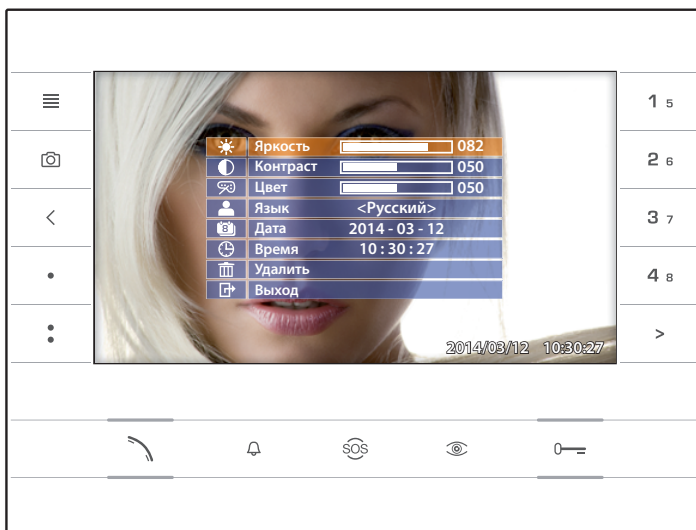 1 5
Яркость 082
2 6
Контраст 050
Цвет 050
Язык <Русский>
3 7
Дата 2014 - 03 - 12
Время 10 : 30 : 27
Удалить
4 8
Выход
2014/03/12 10:30:27
SOS